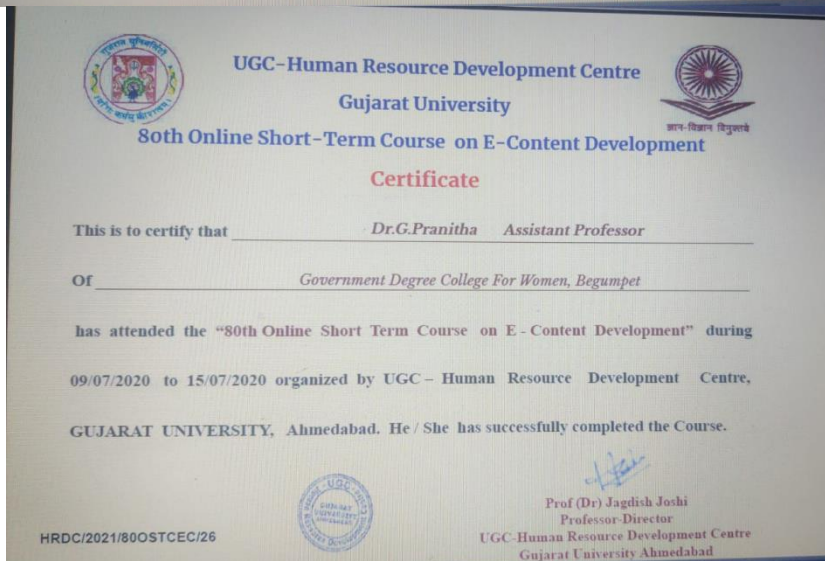 UGC-Human Resource Development Centre
Gujarat University
80th Online Short-Term Course on E-Content Development
ज्ञान-विज्ञान विमुक्तये
Certificate
This is to certify that Dr.G.Pranitha Assistant Professor
Of Government Degree College For Women, Begumpet
has attended the “80th Online Short Term Course on E - Content Development” during
09/07/2020 to 15/07/2020 organized by UGC – Human Resource Development Centre,
GUJARAT UNIVERSITY, Ahmedabad. He / She has successfully completed the Course.
UGC
GUJARAT
UNIVERSITY
Prof (Dr) Jagdish Joshi
Professor-Director
UGC-Human Resource Development Centre
Gujarat University Ahmedabad
HRDC/2021/80OSTCEC/26